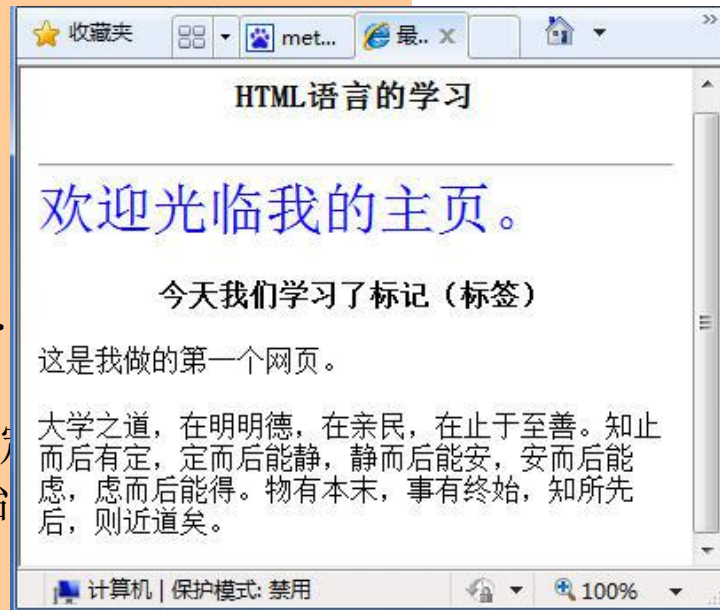 收藏夹 met... 最..
HTML语言的学习
欢迎光临我的主页。
今天我们学习了标记（标签）
这是我做的第一个网页。
大学之道，在明明德，在亲民，在止于至善。知止
而后有定，定而后能静，静而后能安，安而后能
虑，虑而后能得。物有本末，事有终始，知所先
后，则近道矣。
计算机 | 保护模式: 禁用 100%